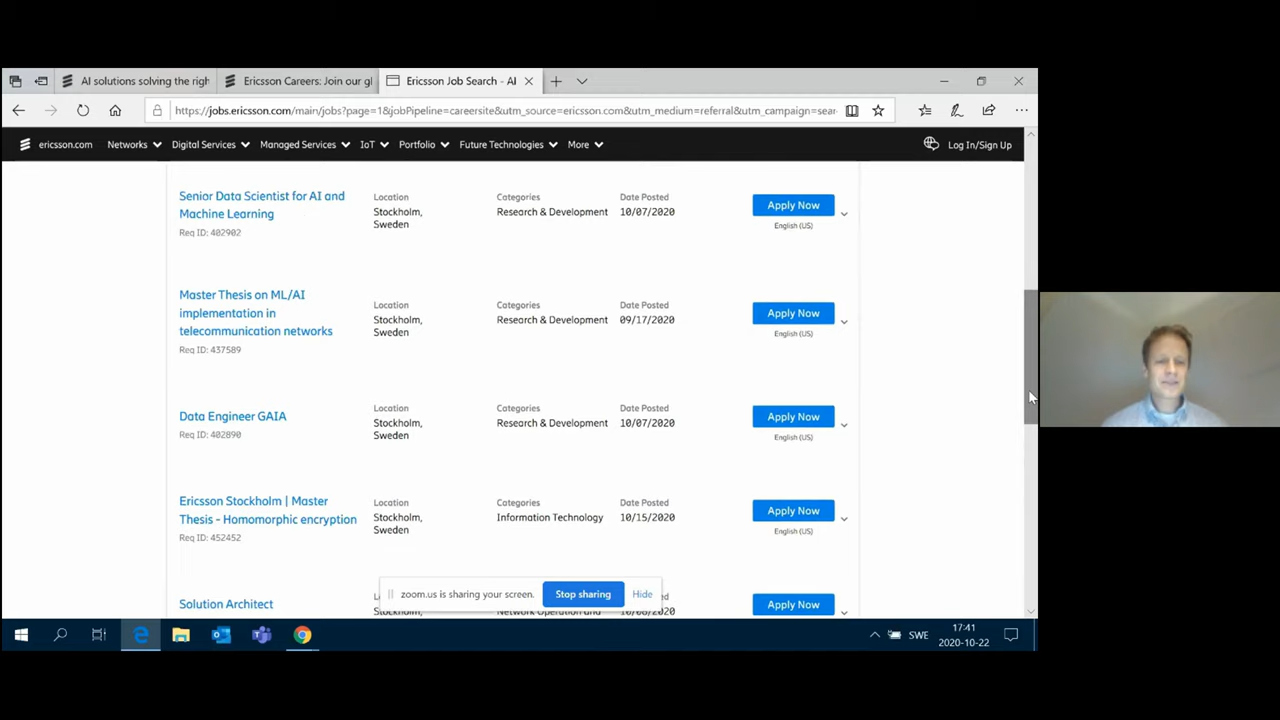 AI solutions solving the righ
Ericsson Careers: Join our gl
Ericsson Job Search - AI
https://jobs.ericsson.com/main/jobs?page=1&jobPipeline=careersite&utm_source=ericsson.com&utm_medium=referral&utm_campaign=sear
ericsson.com Networks Digital Services Managed Services IoT Portfolio Future Technologies More Log In/Sign Up
Senior Data Scientist for AI and
Machine Learning
Req ID: 402902
Location
Stockholm,
Sweden
Categories
Research & Development
Date Posted
10/07/2020
Apply Now
English (US)
Master Thesis on ML/AI
implementation in
telecommunication networks
Req ID: 437589
Location
Stockholm,
Sweden
Categories
Research & Development
Date Posted
09/17/2020
Apply Now
English (US)
Data Engineer GAIA
Req ID: 402890
Location
Stockholm,
Sweden
Categories
Research & Development
Date Posted
10/07/2020
Apply Now
English (US)
Ericsson Stockholm | Master
Thesis - Homomorphic encryption
Req ID: 452452
Location
Stockholm,
Sweden
Categories
Information Technology
Date Posted
10/15/2020
Apply Now
English (US)
Solution Architect
Stockholm,
Network Operation and
10/08/2020
Apply Now
zoom.us is sharing your screen. Stop sharing Hide
SWE
17:41
2020-10-22